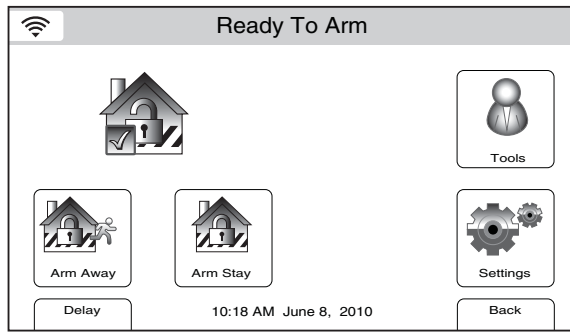 Ready To Arm
Tools
Arm Away
Arm Stay
Settings
Delay
10:18 AM June 8, 2010
Back